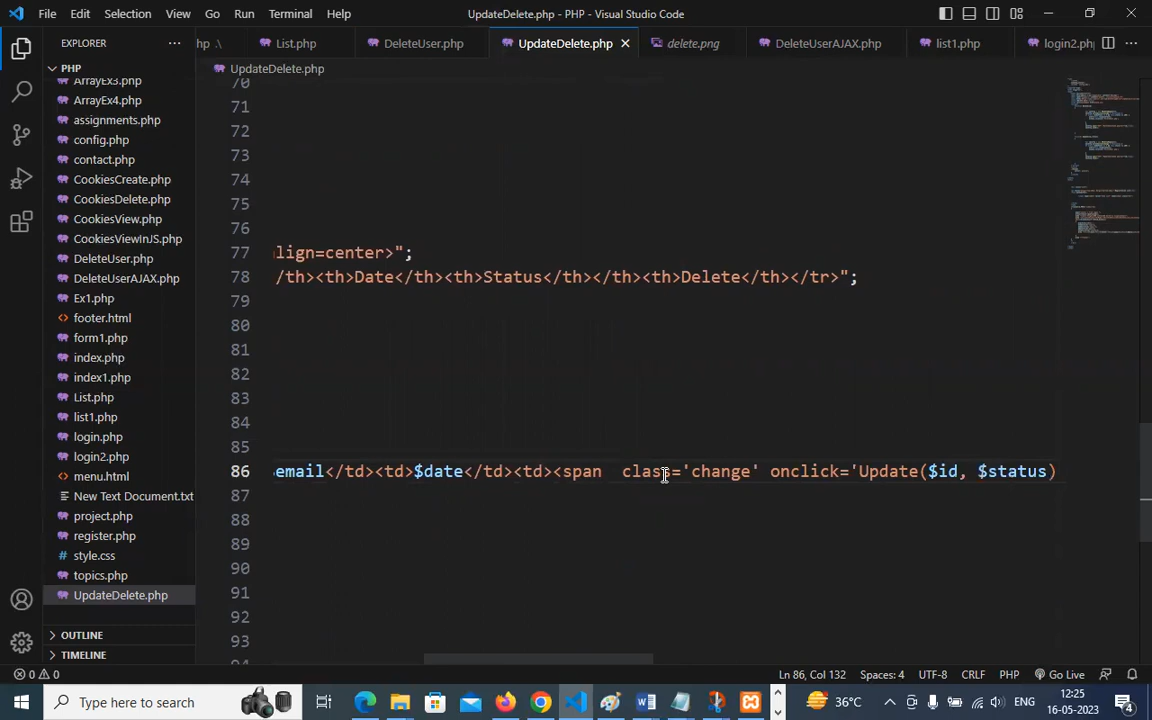 File Edit Selection View Go Run Terminal Help UpdateDelete.php - PHP - Visual Studio Code
EXPLORER
hp List.php DeleteUser.php UpdateDelete.php delete.png DeleteUserAJAX.php list1.php login2.php
PHP
UpdateDelete.php
ArrayEx3.php
ArrayEx4.php
assignments.php
config.php
contact.php
CookiesCreate.php
CookiesDelete.php
CookiesView.php
CookiesViewInJS.php
DeleteUser.php
DeleteUserAJAX.php
Ex1.php
footer.html
form1.php
index.php
index1.php
List.php
list1.php
login.php
login2.php
menu.html
New Text Document.txt
project.php
register.php
style.css
topics.php
UpdateDelete.php
OUTLINE
TIMELINE
70
71
72
73
74
75
76
77 lign=center>";
78 /th><th>Date</th><th>Status</th></th><th>Delete</th></tr>";
79
80
81
82
83
84
85
86 email</td><td>$date</td><td><span  class='change' onclick='Update($id, $status)
87
88
89
90
91
92
93
94
0 0 Ln 86, Col 132 Spaces: 4 UTF-8 CRLF PHP Go Live
Type here to search 36°C ENG 12:25 16-05-2023 4